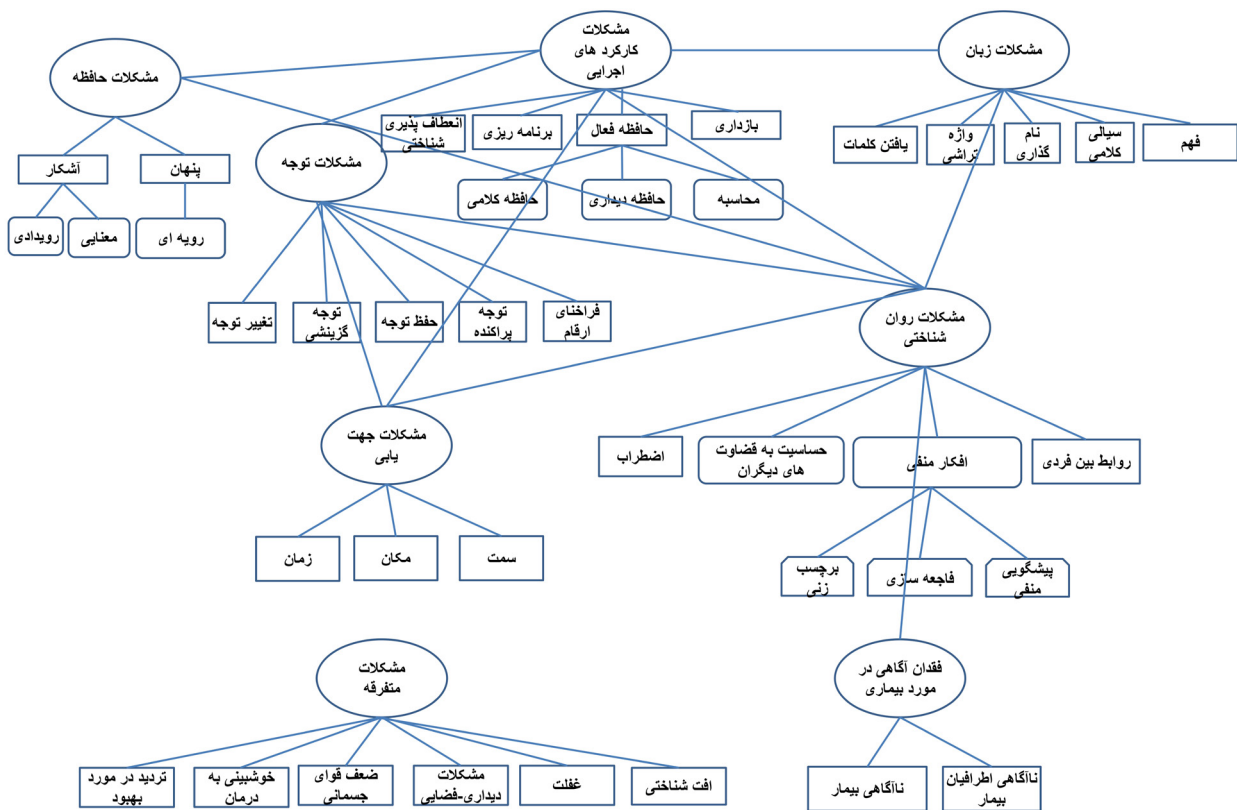 مشکلات
کارکرد های
اجرایی
مشکلات زبان
مشکلات حافظه
بازداری
حافظه فعال
برنامه ریزی
انعطاف پذیری
شناختی
فهم
سیالی
کلامی
نام
گذاری
واژه
تراشی
یافتن کلمات
مشکلات توجه
پنهان
آشکار
محاسبه
حافظه دیداری
حافظه کلامی
رویه ای
معنایی
رویدادی
فراخنای
ارقام
توجه
پراکنده
حفظ توجه
توجه
گزینشی
تغییر توجه
مشکلات روان
شناختی
مشکلات جهت
یابی
روابط بین فردی
افکار منفی
حساسیت به قضاوت
های دیگران
اضطراب
سمت
مکان
زمان
پیشگویی
منفی
فاجعه سازی
برچسب
زنی
فقدان آگاهی در
مورد بیماری
مشکلات
متفرقه
ناآگاهی اطرافیان
بیمار
ناآگاهی بیمار
افت شناختی
غفلت
مشکلات
دیداری-فضایی
ضعف قوای
جسمانی
خوشبینی به
درمان
تردید در مورد
بهبود